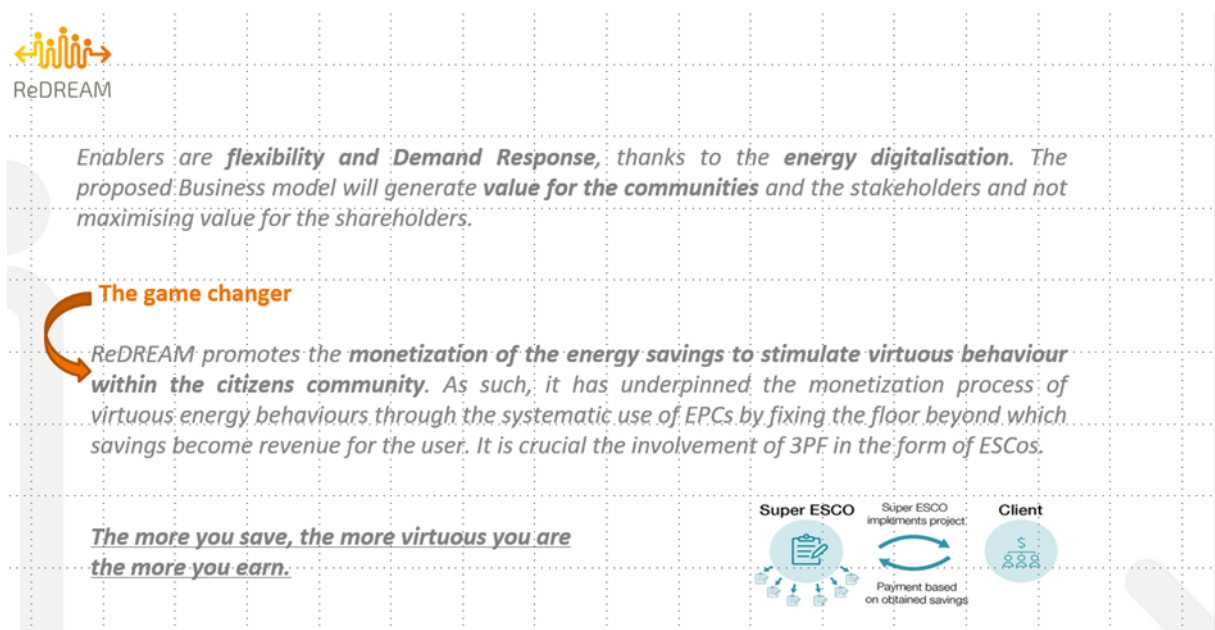 ReDREAM
Enablers are flexibility and Demand Response, thanks to the energy digitalisation. The
proposed Business model will generate value for the communities and the stakeholders and not
maximising value for the shareholders.
The game changer
ReDREAM promotes the monetization of the energy savings to stimulate virtuous behaviour
within the citizens community. As such, it has underpinned the monetization process of
virtuous energy behaviours through the systematic use of EPCs by fixing the floor beyond which
savings become revenue for the user. It is crucial the involvement of 3PF in the form of ESCos.
The more you save, the more virtuous you are
the more you earn.
Super ESCO
Super ESCO
implements project
Client
$
Payment based
on obtained savings